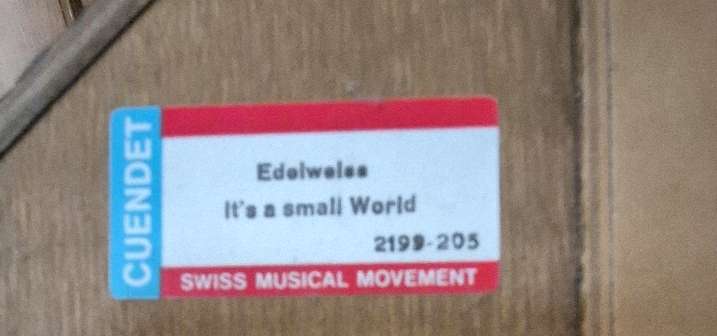 CUENDET
Edelweiss
It's a small World
2199-205
SWISS MUSICAL MOVEMENT